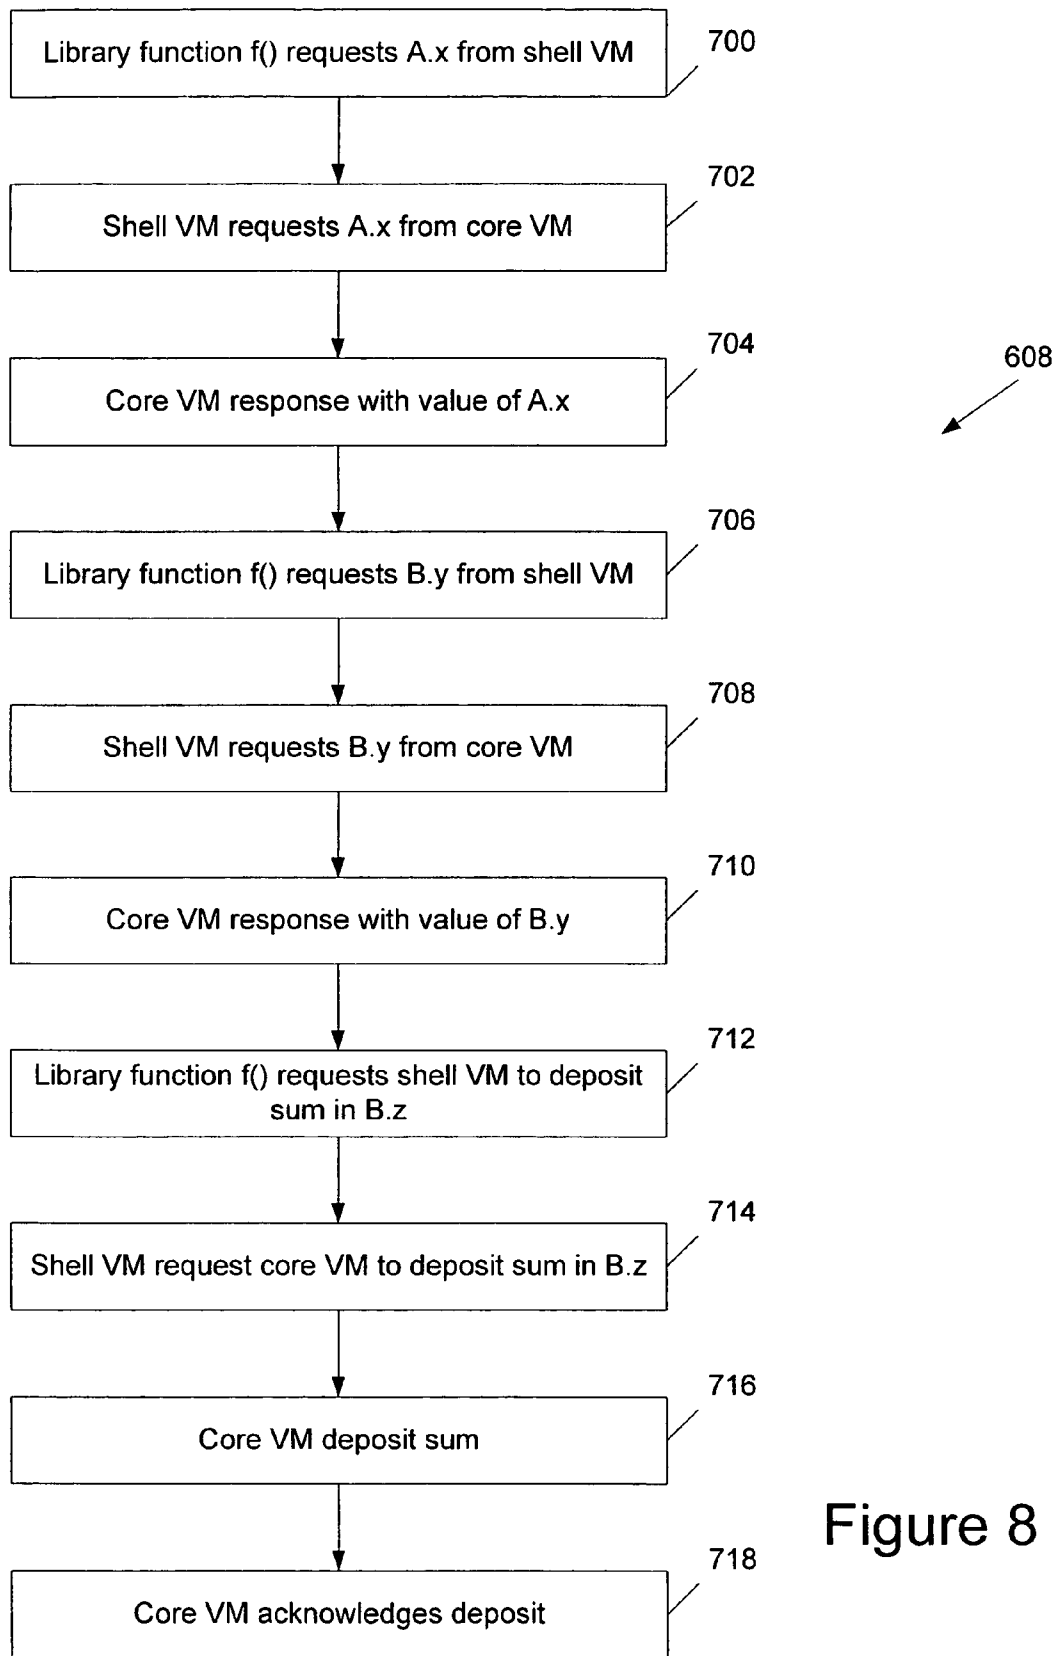 Library function f() requests A.x from shell VM
700
Shell VM requests A.x from core VM
702
Core VM response with value of A.x
704
608
Library function f() requests B.y from shell VM
706
Shell VM requests B.y from core VM
708
Core VM response with value of B.y
710
Library function f() requests shell VM to deposit
sum in B.z
712
Shell VM request core VM to deposit sum in B.z
714
Core VM deposit sum
716
Figure 8
Core VM acknowledges deposit
718